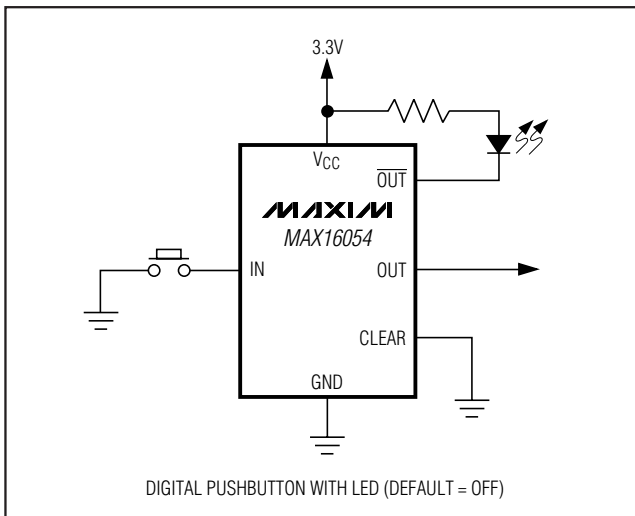 3.3V
VCC
OUT
MAXIM
MAX16054
IN
OUT
CLEAR
GND
DIGITAL PUSHBUTTON WITH LED (DEFAULT = OFF)